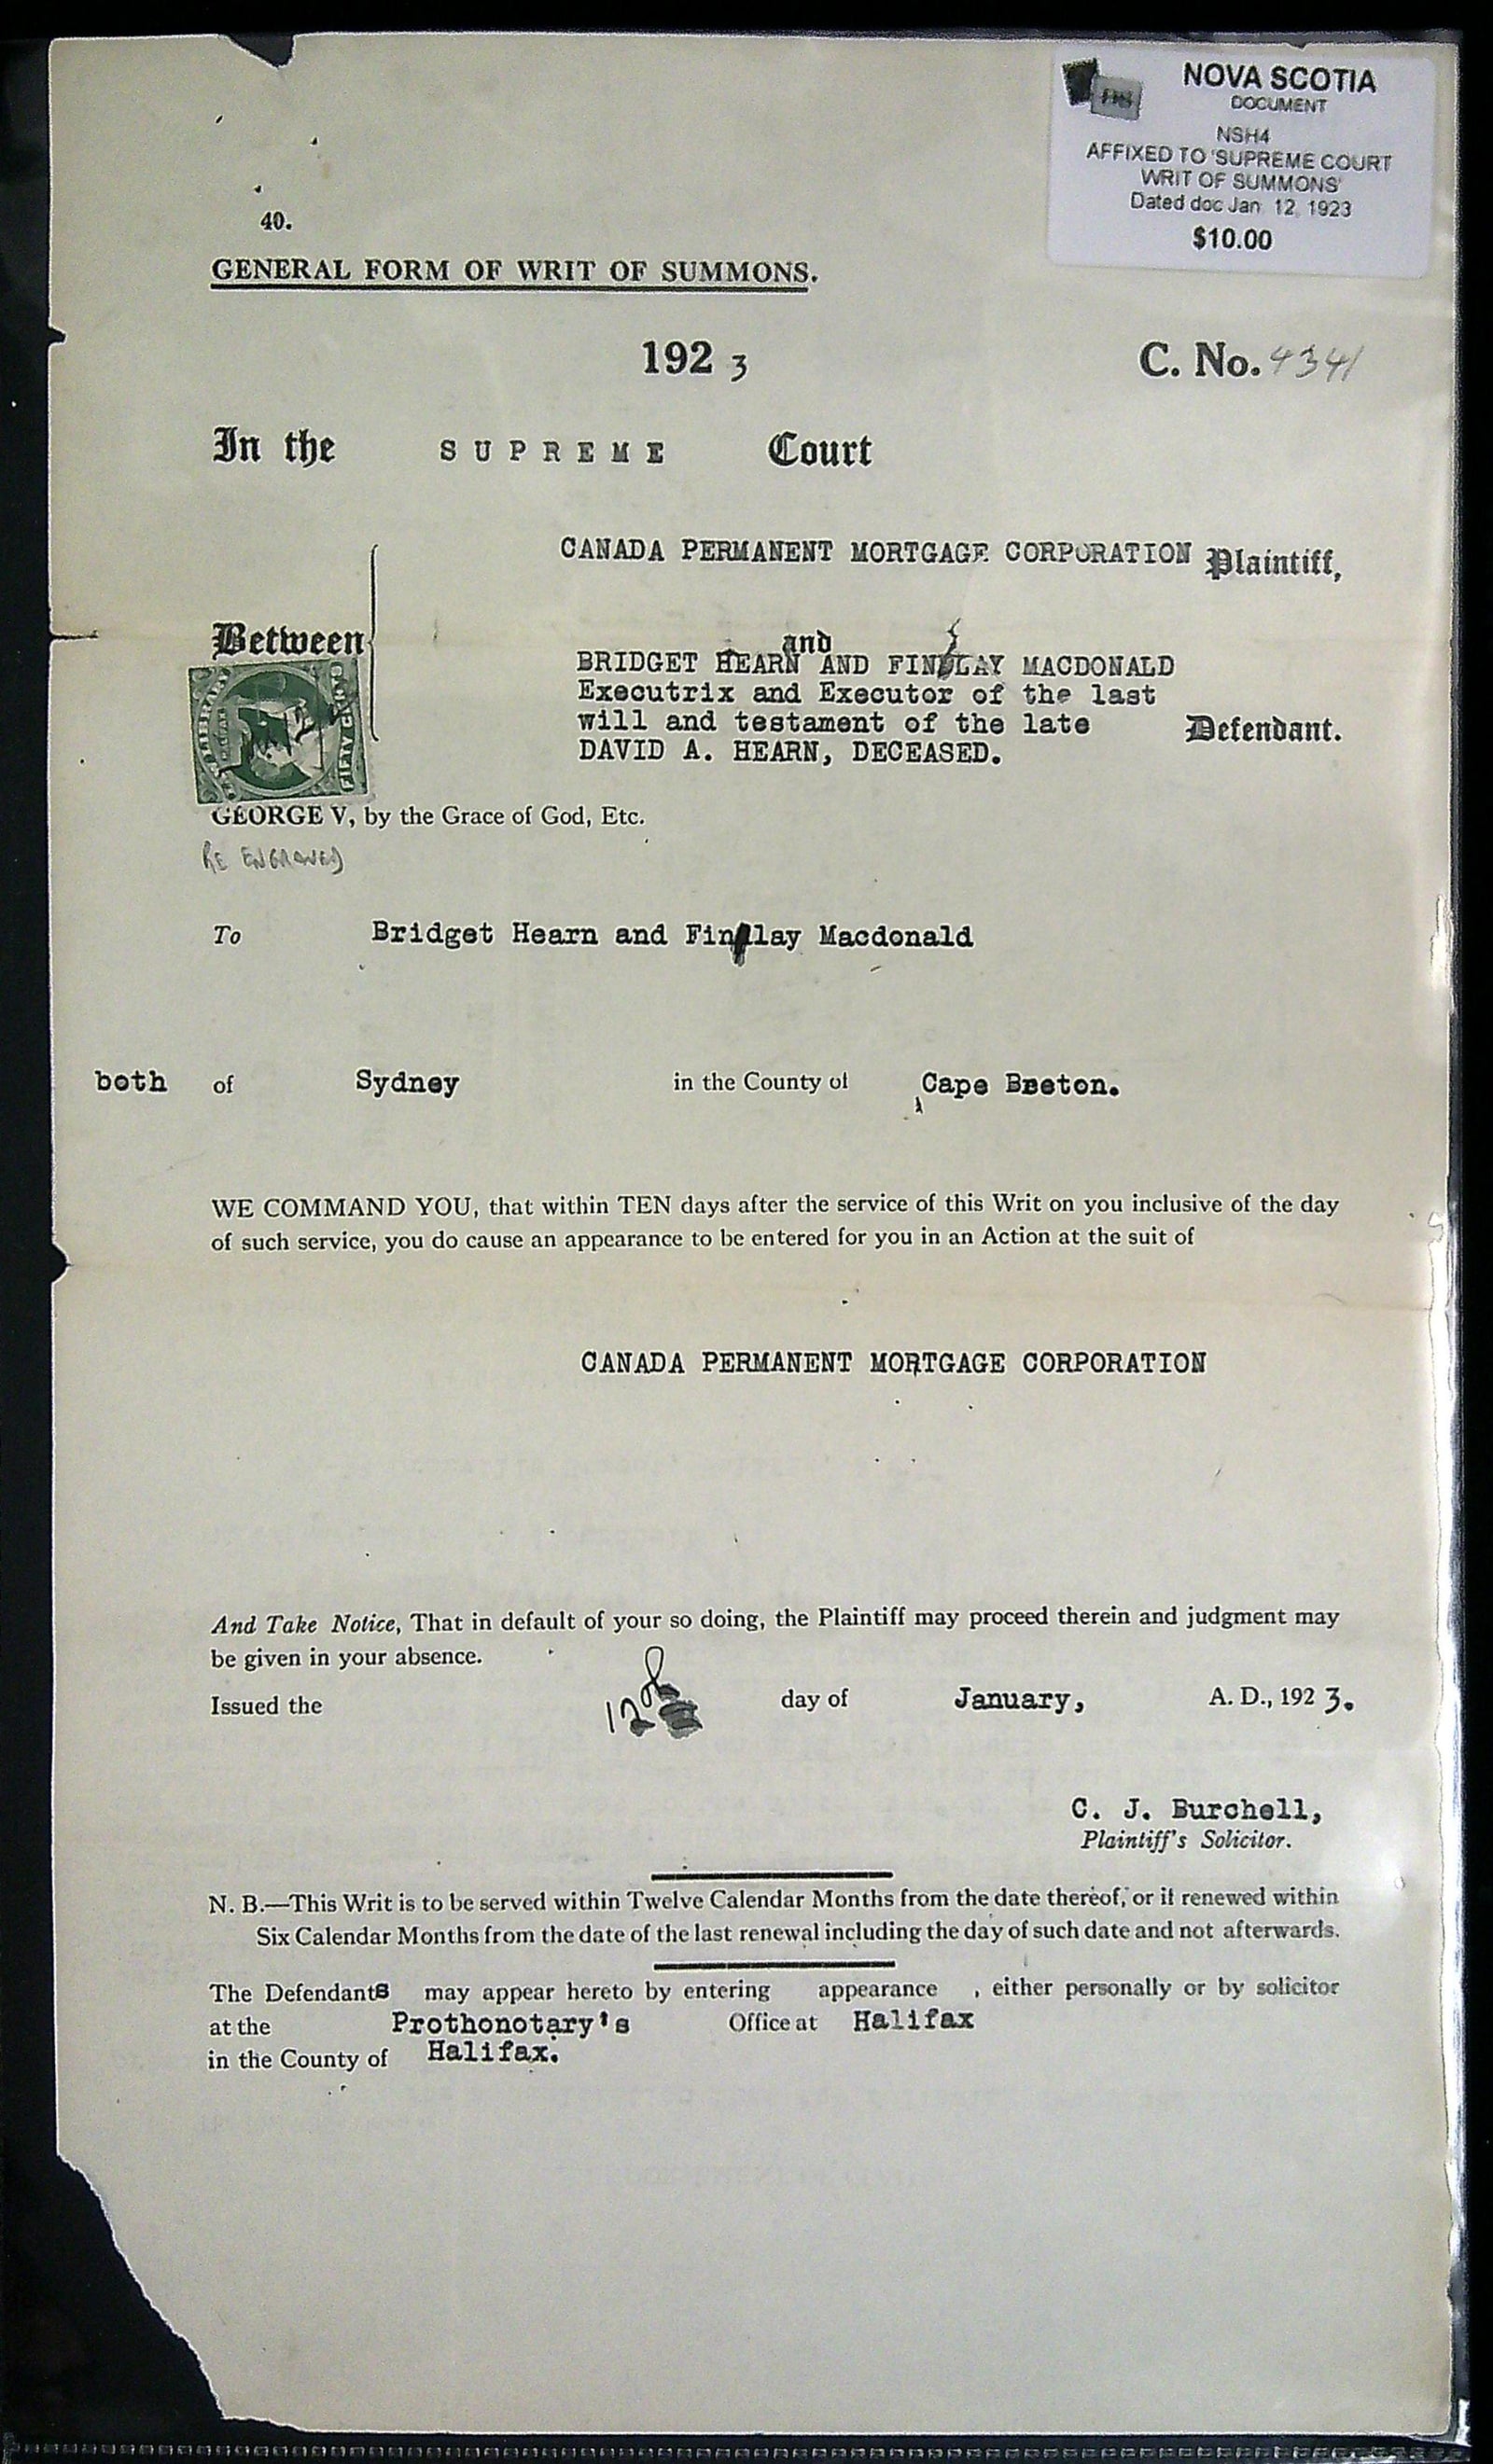 NOVA SCOTIA
DOCUMENT
NSH4
AFFIXED TO 'SUPREME COURT
WRIT OF SUMMONS'
Dated doc Jan 12, 1923
$10.00
40.
GENERAL FORM OF WRIT OF SUMMONS.
192 3 C. No. 4341
In the SUPREME Court
CANADA PERMANENT MORTGAGE CORPORATION Plaintiff,
Between
and
BRIDGET HEARN AND FINLAY MACDONALD
Executrix and Executor of the last
will and testament of the late Defendant.
DAVID A. HEARN, DECEASED.
FIFTY CENTS
GEORGE V, by the Grace of God, Etc.
RE ENGRAVED
To Bridget Hearn and Finlay Macdonald
both of Sydney in the County of Cape Breton.
WE COMMAND YOU, that within TEN days after the service of this Writ on you inclusive of the day
of such service, you do cause an appearance to be entered for you in an Action at the suit of
CANADA PERMANENT MORTGAGE CORPORATION
And Take Notice, That in default of your so doing, the Plaintiff may proceed therein and judgment may
be given in your absence.
Issued the 12th day of January, A. D., 192 3.
C. J. Burchell,
Plaintiff's Solicitor.
N. B.—This Writ is to be served within Twelve Calendar Months from the date thereof, or if renewed within
Six Calendar Months from the date of the last renewal including the day of such date and not afterwards.
The Defendants may appear hereto by entering appearance , either personally or by solicitor
at the Prothonotary's Office at Halifax
in the County of Halifax.